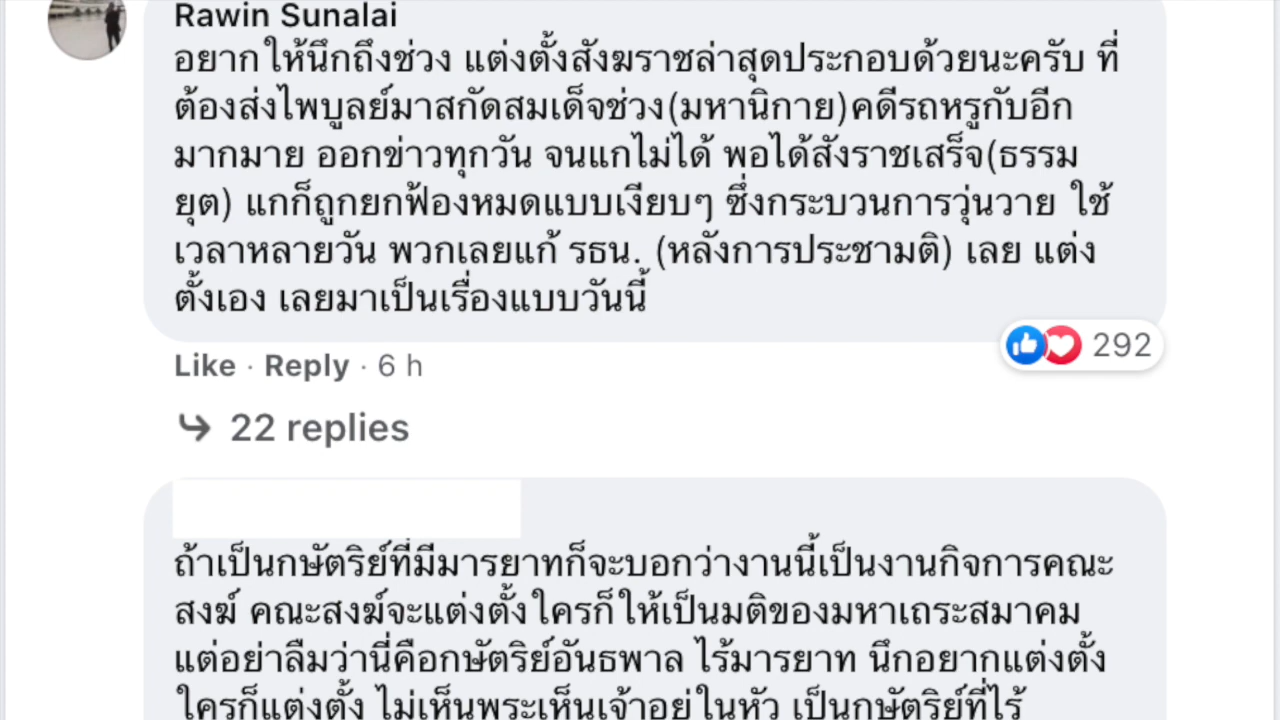 Rawin Sunalai
อยากให้นึกถึงช่วง แต่งตั้งสังฆราชล่าสุดประกอบด้วยนะครับ ที่
ต้องส่งไพบูลย์มาสกัดสมเด็จช่วง(มหานิกาย)คดีรถหรูกับอีก
มากมาย ออกข่าวทุกวัน จนแกไม่ได้ พอได้สังราชเสร็จ(ธรรม
ยุต) แกก็ถูกยกฟ้องหมดแบบเงียบๆ ซึ่งกระบวนการวุ่นวาย ใช้
เวลาหลายวัน พวกเลยแก้ รธน. (หลังการประชามติ) เลย แต่ง
ตั้งเอง เลยมาเป็นเรื่องแบบวันนี้
292
Like · Reply · 6 h
22 replies
ถ้าเป็นกษัตริย์ที่มีมารยาทก็จะบอกว่างานนี้เป็นงานกิจการคณะ
สงฆ์ คณะสงฆ์จะแต่งตั้งใครก็ให้เป็นมติของมหาเถระสมาคม
แต่อย่าลืมว่านี่คือกษัตริย์อันธพาล ไร้มารยาท นึกอยากแต่งตั้ง
ใครก็แต่งตั้ง ไม่เห็นพระเห็นเจ้าอยู่ในหัว เป็นกษัตริย์ที่ไร้